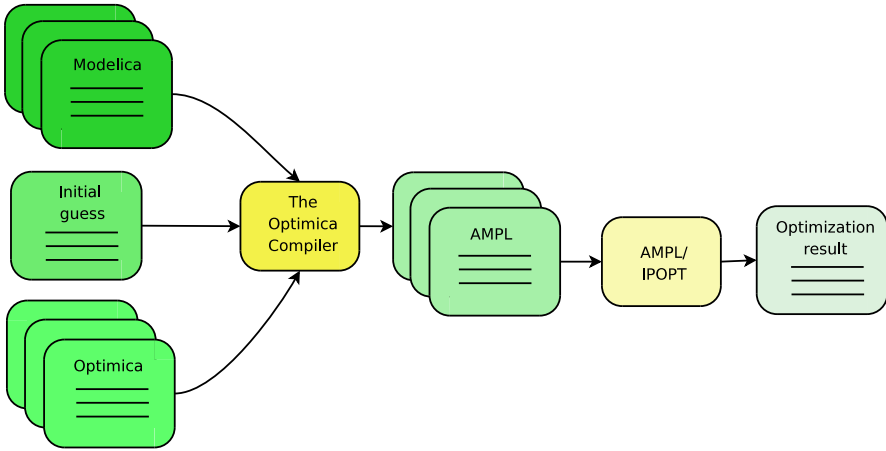 Modelica
Initial
guess
Optimica
The
Optimica
Compiler
AMPL
AMPL/
IPOPT
Optimization
result